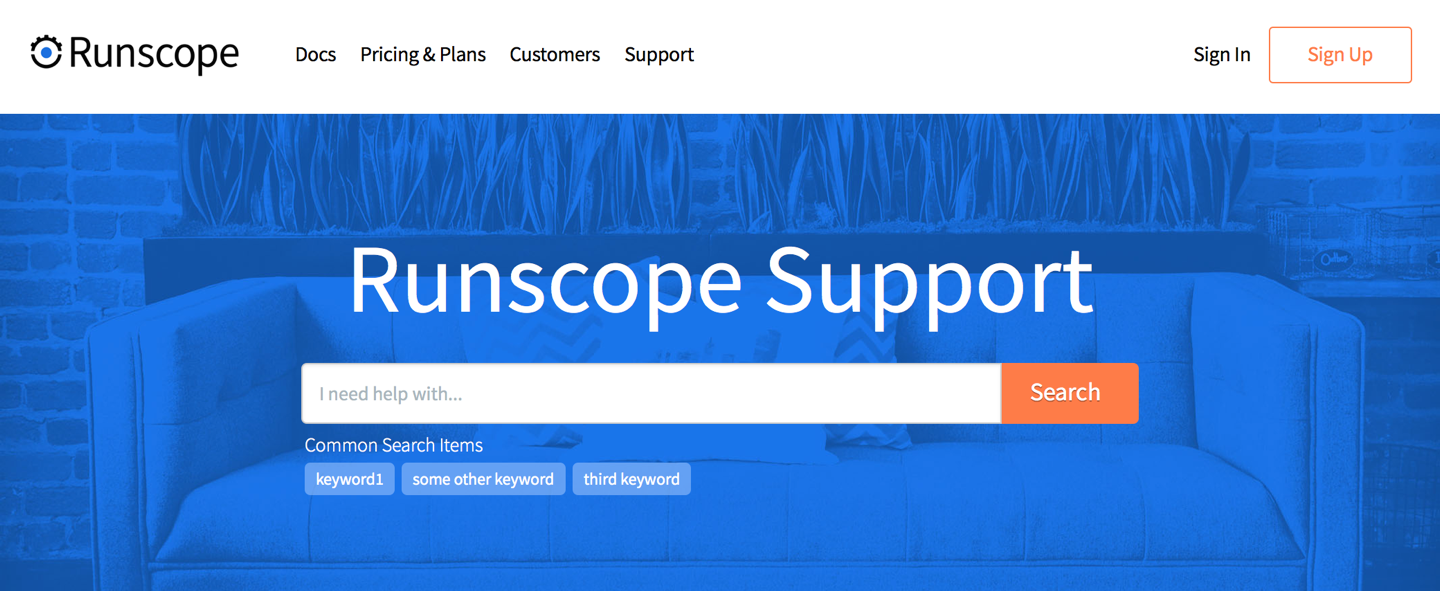 Runscope Docs Pricing & Plans Customers Support Sign In Sign Up
Runscope Support
I need help with... Search
Common Search Items
keyword1 some other keyword third keyword